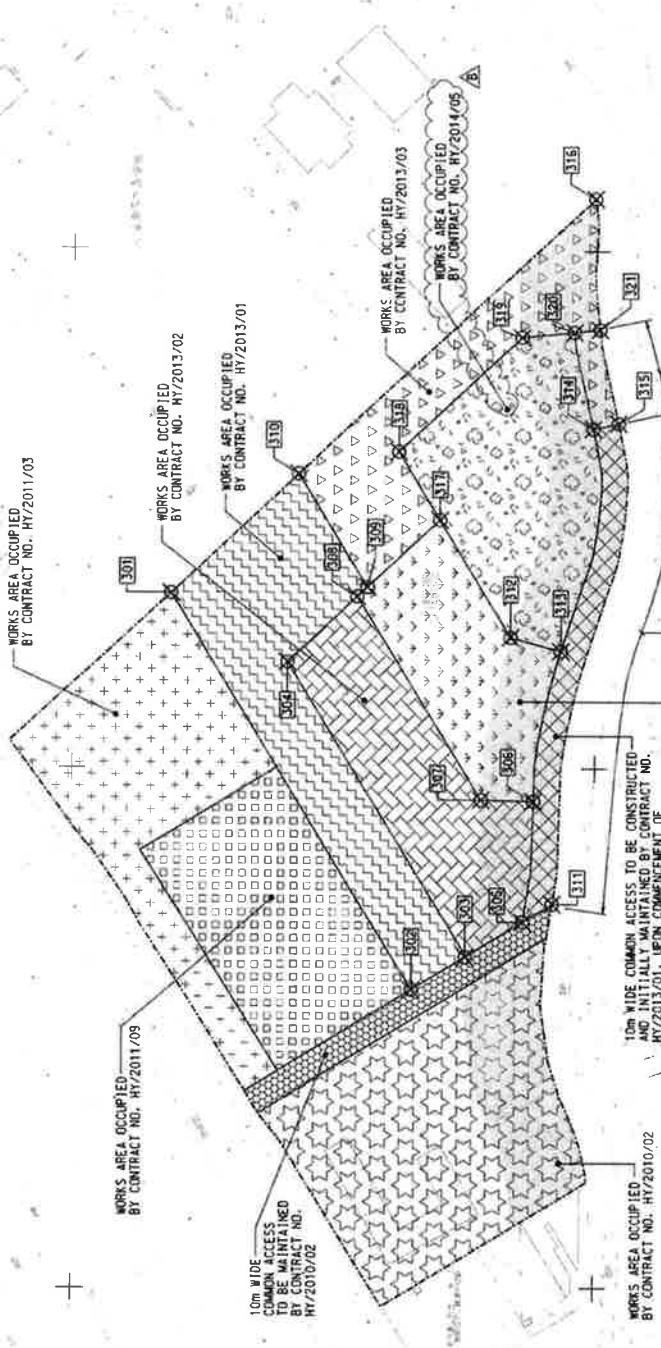 WORKS AREA OCCUPIED
BY CONTRACT NO. HY/2011/03
WORKS AREA OCCUPIED
BY CONTRACT NO. HY/2013/02
WORKS AREA OCCUPIED
BY CONTRACT NO. HY/2013/01
WORKS AREA OCCUPIED
BY CONTRACT NO. HY/2013/03
WORKS AREA OCCUPIED
BY CONTRACT NO. HY/2014/05
B
WORKS AREA OCCUPIED
BY CONTRACT NO. HY/2011/09
10m WIDE
COMMON ACCESS
TO BE MAINTAINED
BY CONTRACT NO.
HY/2010/02
301
310
304
308
309
318
317
319
320
316
321
314
315
312
313
307
306
302
303
305
311
WORKS AREA OCCUPIED
BY CONTRACT NO. HY/2010/02
10m WIDE COMMON ACCESS TO BE CONSTRUCTED
AND INITIALLY MAINTAINED BY CONTRACT NO.
HY/2013/01. UPON COMMENCEMENT OF